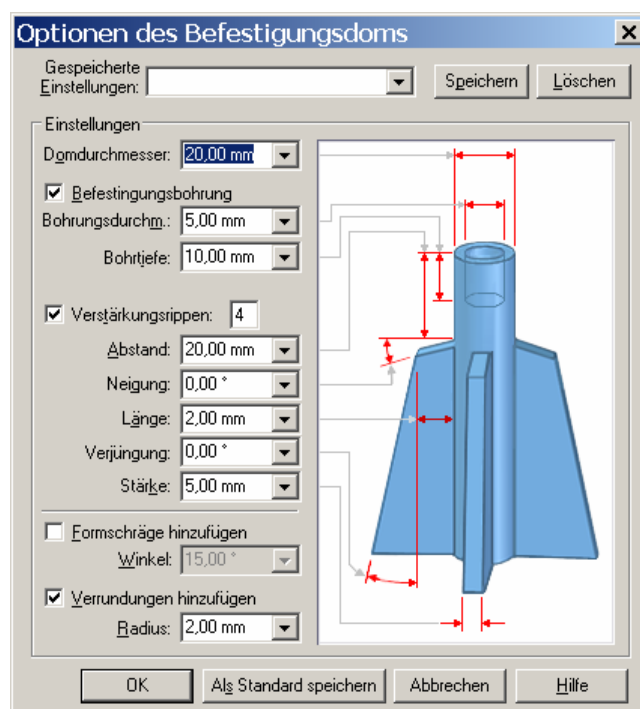 Optionen des Befestigungsdoms
Gespeicherte
Einstellungen:
Speichern
Löschen
Einstellungen
Domdurchmesser: 20,00 mm
Befestingungsbohrung
Bohrungsdurchm.: 5,00 mm
Bohrtiefe: 10,00 mm
Verstärkungsrippen: 4
Abstand: 20,00 mm
Neigung: 0,00 °
Länge: 2,00 mm
Verjüngung: 0,00 °
Stärke: 5,00 mm
Formschräge hinzufügen
Winkel: 15,00 °
Verrundungen hinzufügen
Radius: 2,00 mm
OK
Als Standard speichern
Abbrechen
Hilfe